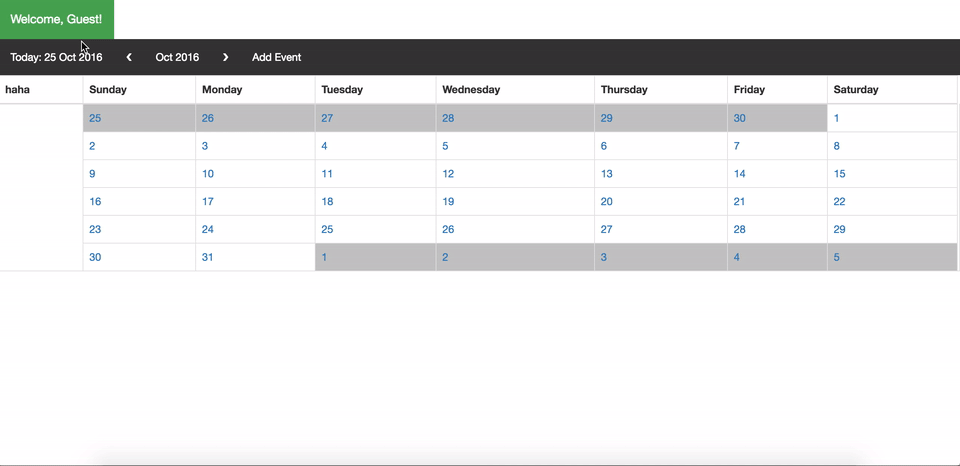 Welcome, Guest!
Today: 25 Oct 2016 ‹ Oct 2016 › Add Event
haha Sunday Monday Tuesday Wednesday Thursday Friday Saturday
25 26 27 28 29 30 1
2 3 4 5 6 7 8
9 10 11 12 13 14 15
16 17 18 19 20 21 22
23 24 25 26 27 28 29
30 31 1 2 3 4 5